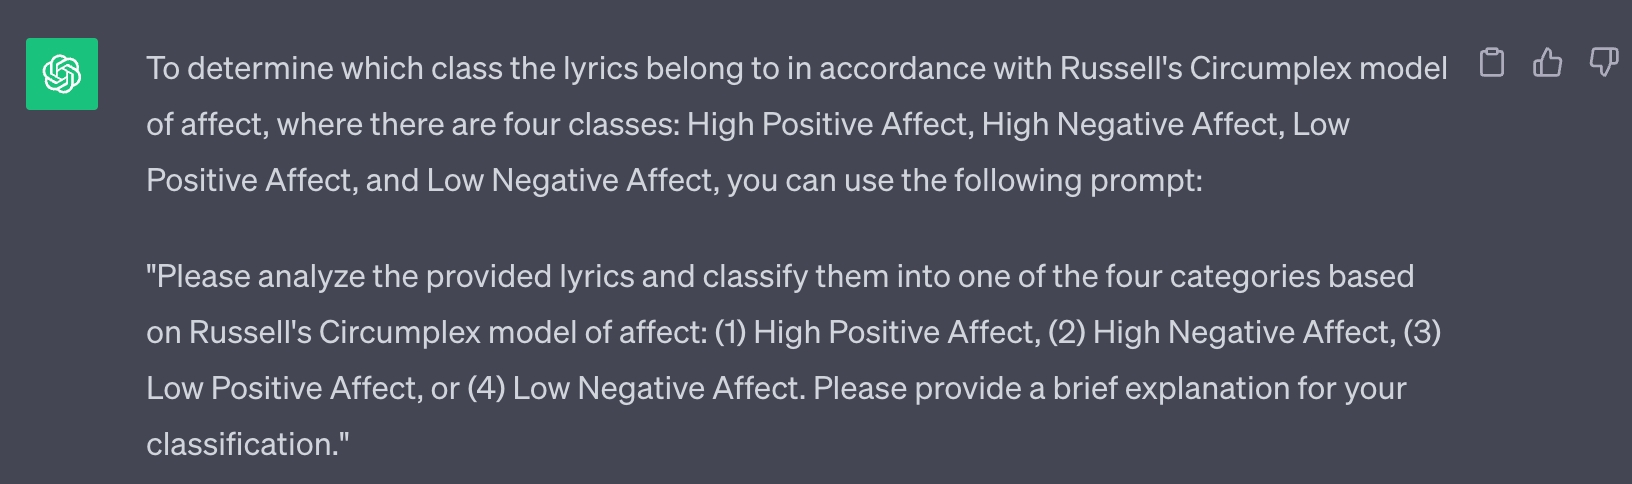 To determine which class the lyrics belong to in accordance with Russell's Circumplex model
of affect, where there are four classes: High Positive Affect, High Negative Affect, Low
Positive Affect, and Low Negative Affect, you can use the following prompt:
"Please analyze the provided lyrics and classify them into one of the four categories based
on Russell's Circumplex model of affect: (1) High Positive Affect, (2) High Negative Affect, (3)
Low Positive Affect, or (4) Low Negative Affect. Please provide a brief explanation for your
classification."